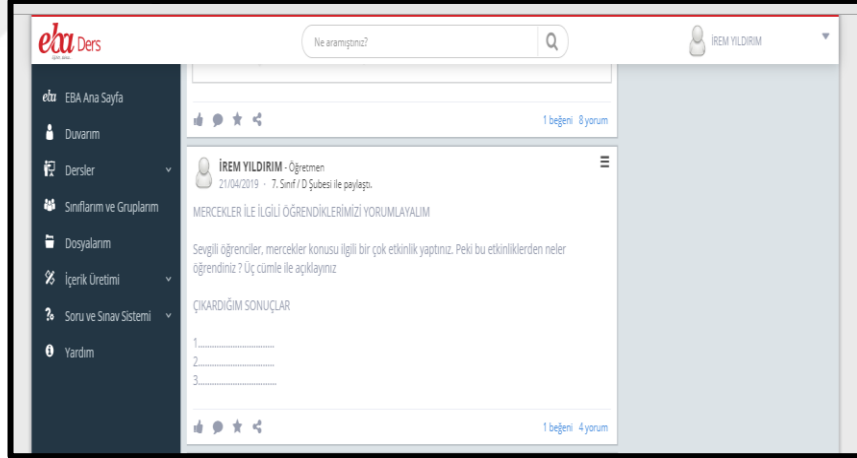 eba Ders
Ne aramıştınız?
İREM YILDIRIM
eba EBA Ana Sayfa
Duvarım
Dersler
Sınıflarım ve Gruplarım
Dosyalarım
İçerik Üretimi
Soru ve Sınav Sistemi
Yardım
1 beğeni 8 yorum
İREM YILDIRIM - Öğretmen
21/04/2019 - 7. Sınıf / D Şubesi ile paylaştı.
MERCEKLER İLE İLGİLİ ÖĞRENDİKLERİMİZİ YORUMLAYALIM
Sevgili öğrenciler, mercekler konusu ilgili bir çok etkinlik yaptınız. Peki bu etkinliklerden neler
öğrendiniz ? Üç cümle ile açıklayınız
ÇIKARDIĞIM SONUÇLAR
1..................................
2..................................
3...................................
1 beğeni 4 yorum